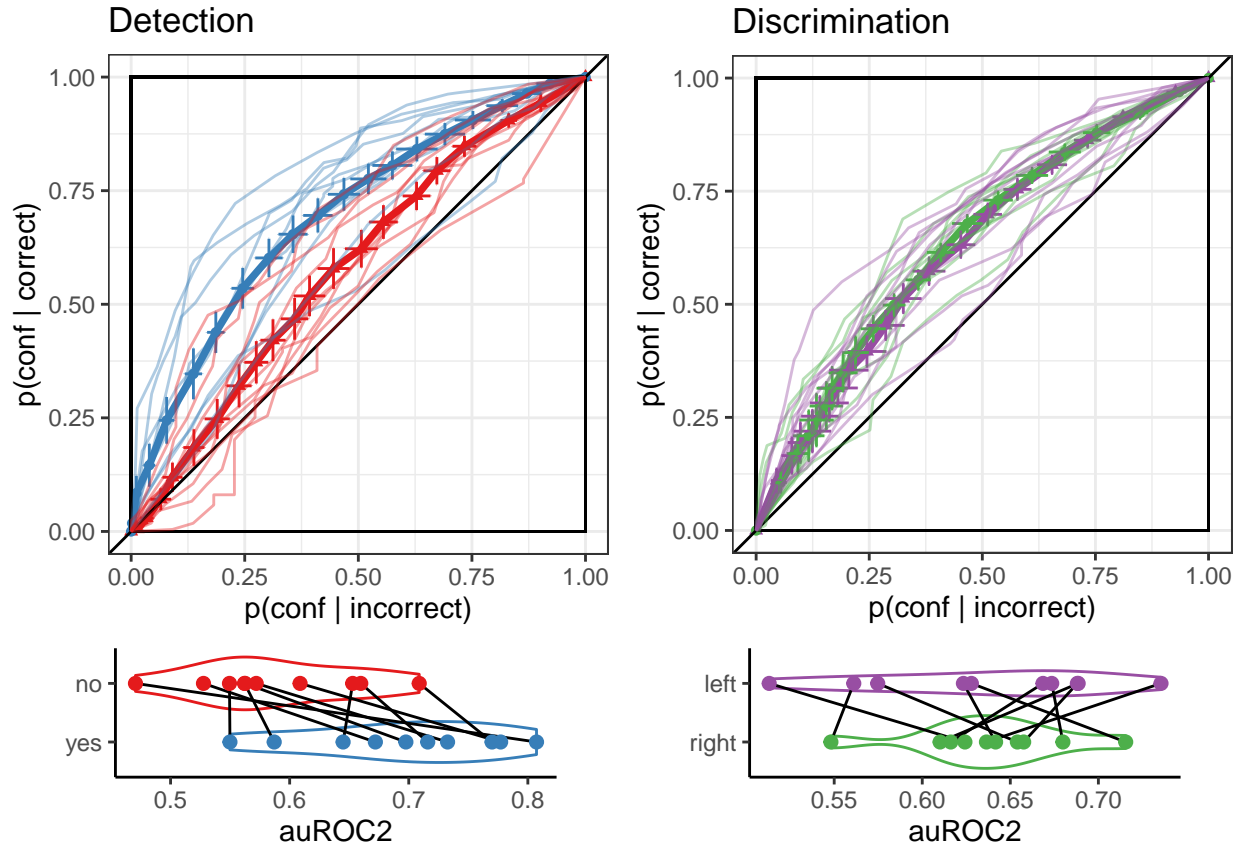 Detection
Discrimination
p(conf | correct)
1.00
0.75
0.50
0.25
0.00
0.00 0.25 0.50 0.75 1.00
p(conf | incorrect)
p(conf | correct)
1.00
0.75
0.50
0.25
0.00
0.00 0.25 0.50 0.75 1.00
p(conf | incorrect)
no
yes
0.5 0.6 0.7 0.8
auROC2
left
right
0.55 0.60 0.65 0.70
auROC2